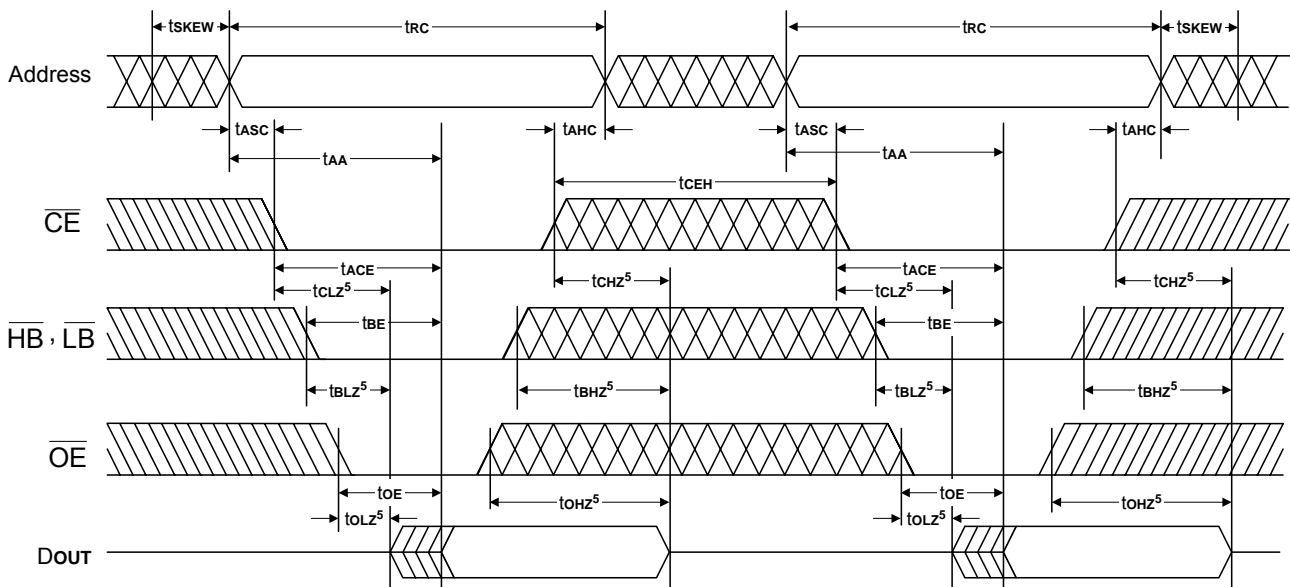 tSKEW tRC tRC tSKEW
Address
tASC tAHC tASC tAHC
tAA tAA
tCEH
CE
tACE tACE
tCLZ5 tCHZ5 tCLZ5 tCHZ5
HB , LB
tBE tBE
tBLZ5 tBHZ5 tBLZ5 tBHZ5
OE
tOE tOE
tOLZ5 tOHZ5 tOLZ5 tOHZ5
DOUT